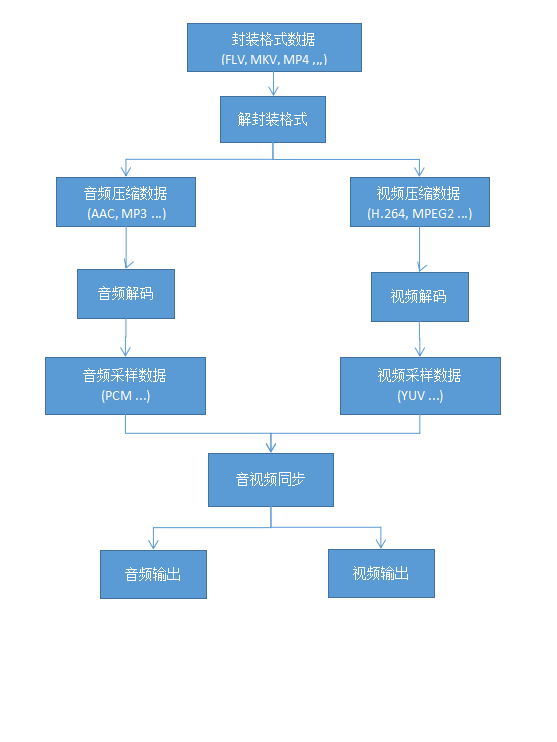 封装格式数据
(FLV, MKV, MP4 ,,,)
解封装格式
音频压缩数据
(AAC, MP3 ...)
视频压缩数据
(H.264, MPEG2 ...)
音频解码
视频解码
音频采样数据
(PCM ...)
视频采样数据
(YUV ...)
音视频同步
音频输出
视频输出